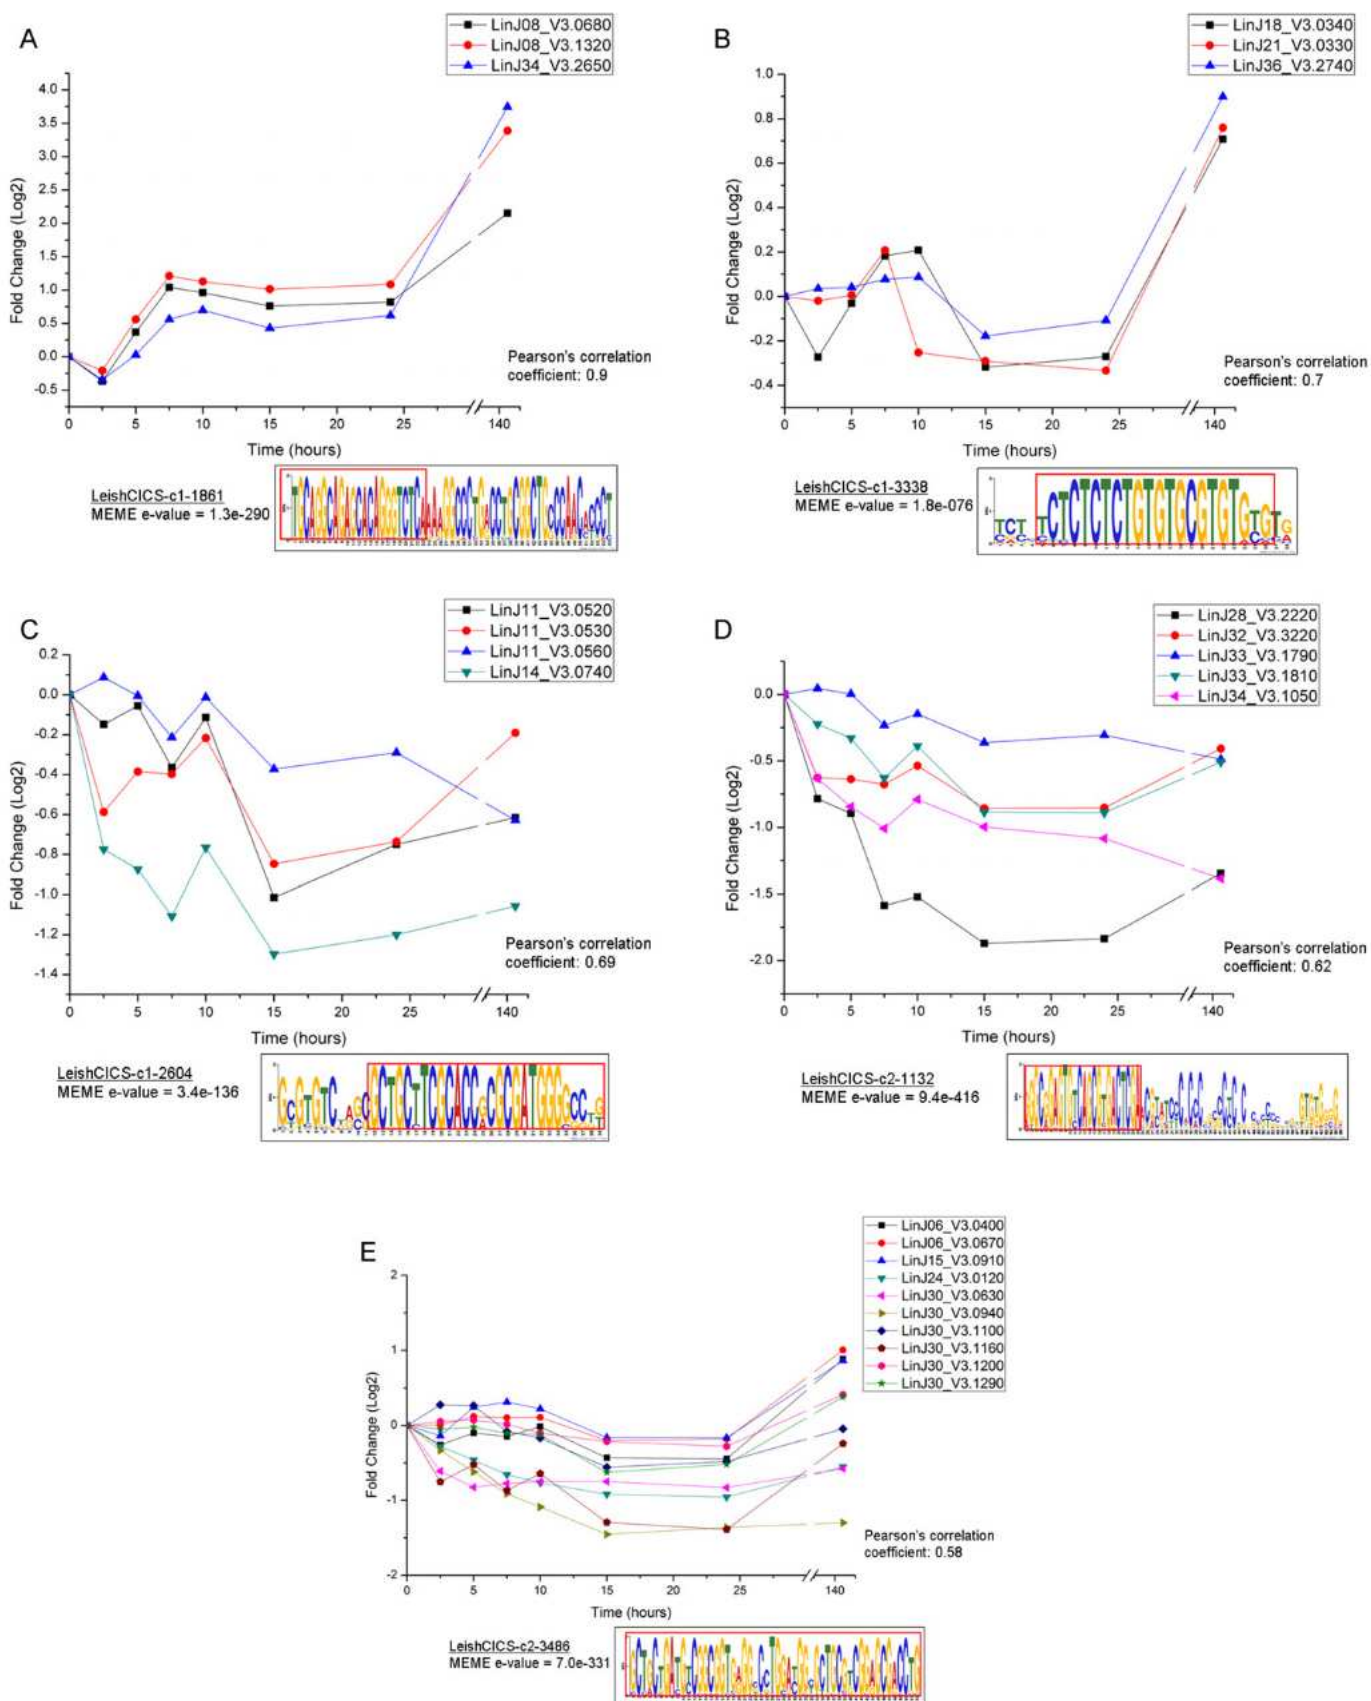 A
LinJ08_V3.0680
LinJ08_V3.1320
LinJ34_V3.2650
4.0
3.5
3.0
2.5
2.0
1.5
1.0
0.5
0.0
-0.5
Fold Change (Log2)
Pearson's correlation
coefficient: 0.9
0 5 10 15 20 25 140
Time (hours)
LeishCICS-c1-1861
MEME e-value = 1.3e-290
B
LinJ18_V3.0340
LinJ21_V3.0330
LinJ36_V3.2740
1.0
0.8
0.6
0.4
0.2
0.0
-0.2
-0.4
Fold Change (Log2)
Pearson's correlation
coefficient: 0.7
0 5 10 15 20 25 140
Time (hours)
LeishCICS-c1-3338
MEME e-value = 1.8e-076
C
LinJ11_V3.0520
LinJ11_V3.0530
LinJ11_V3.0560
LinJ14_V3.0740
0.2
0.0
-0.2
-0.4
-0.6
-0.8
-1.0
-1.2
-1.4
Fold Change (Log2)
Pearson's correlation
coefficient: 0.69
0 5 10 15 20 25 140
Time (hours)
LeishCICS-c1-2604
MEME e-value = 3.4e-136
D
LinJ28_V3.2220
LinJ32_V3.3220
LinJ33_V3.1790
LinJ33_V3.1810
LinJ34_V3.1050
0.0
-0.5
-1.0
-1.5
-2.0
Fold Change (Log2)
Pearson's correlation
coefficient: 0.62
0 5 10 15 20 25 140
Time (hours)
LeishCICS-c2-1132
MEME e-value = 9.4e-416
E
LinJ06_V3.0400
LinJ06_V3.0670
LinJ15_V3.0910
LinJ24_V3.0120
LinJ30_V3.0630
LinJ30_V3.0940
LinJ30_V3.1100
LinJ30_V3.1160
LinJ30_V3.1200
LinJ30_V3.1290
2
1
0
-1
-2
Fold Change (Log2)
Pearson's correlation
coefficient: 0.58
0 5 10 15 20 25 140
Time (hours)
LeishCICS-c2-3486
MEME e-value = 7.0e-331